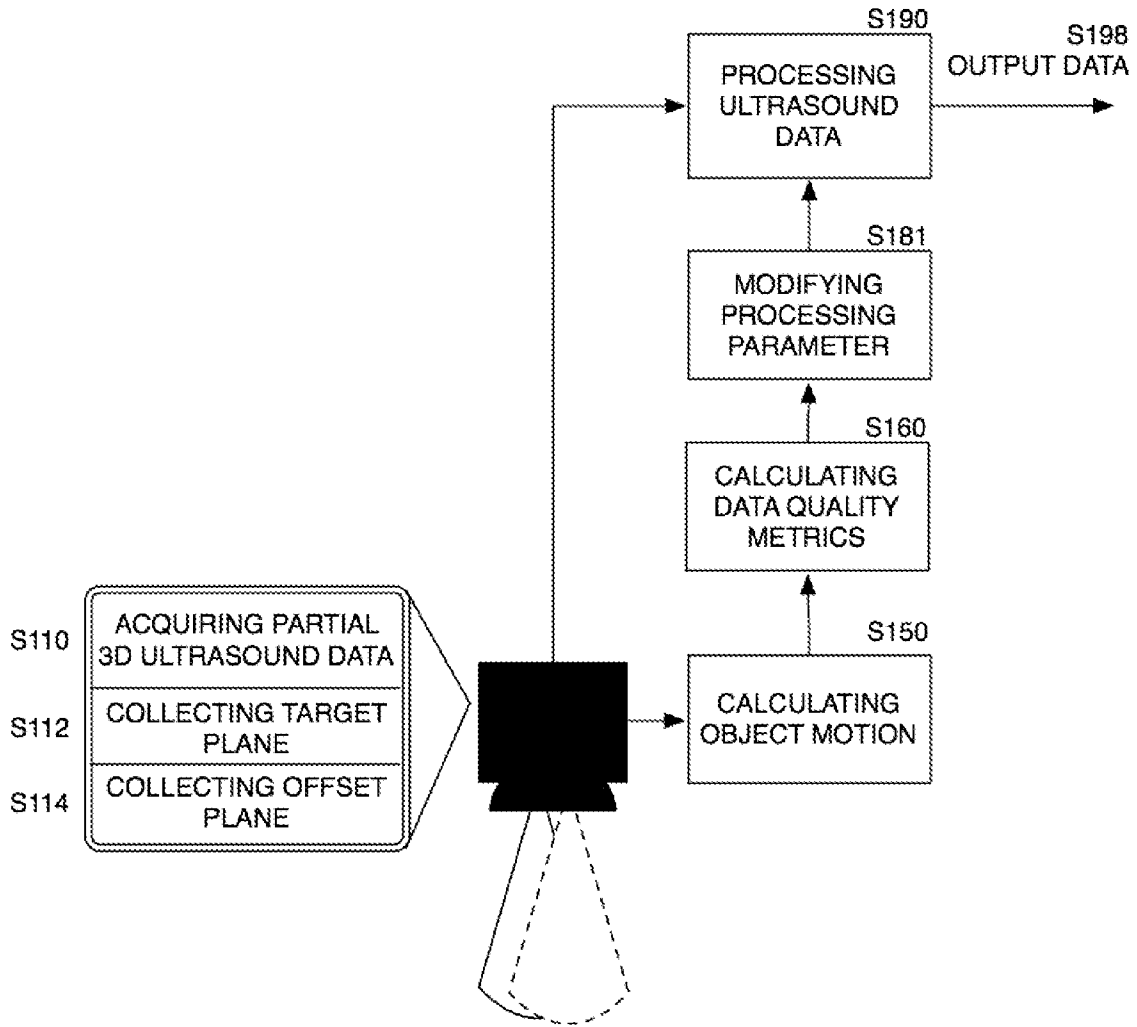 S190
PROCESSING
ULTRASOUND
DATA
S198
OUTPUT DATA
S181
MODIFYING
PROCESSING
PARAMETER
S160
CALCULATING
DATA QUALITY
METRICS
S150
CALCULATING
OBJECT MOTION
S110
ACQUIRING PARTIAL
3D ULTRASOUND DATA
S112
COLLECTING TARGET
PLANE
S114
COLLECTING OFFSET
PLANE